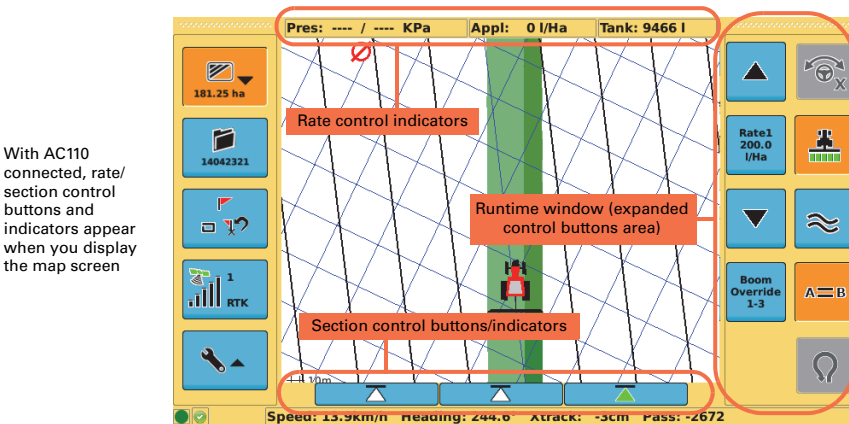 With AC110
connected, rate/
section control
buttons and
indicators appear
when you display
the map screen
Pres: ---- / ---- KPa Appl: 0 l/Ha Tank: 9466 l
181.25 ha
14042321
1
RTK
Rate control indicators
Runtime window (expanded
control buttons area)
Section control buttons/indicators
10m
Rate1
200.0
l/Ha
Boom
Override
1-3
X
A=B
Speed: 13.9km/h Heading: 244.6° Xtrack: -3cm Pass: -2672